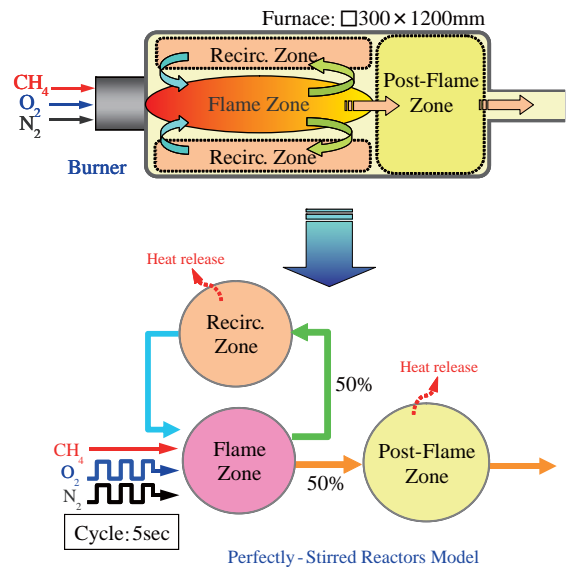 Furnace: □300×1200mm
Recirc. Zone
Post-Flame
Zone
CH4
O2
N2
Flame Zone
Burner
Recirc. Zone
Heat release
Recirc.
Zone
50%
Heat release
CH4
O2
N2
Flame
Zone
50%
Post-Flame
Zone
Cycle: 5sec
Perfectly-Stirred Reactors Model